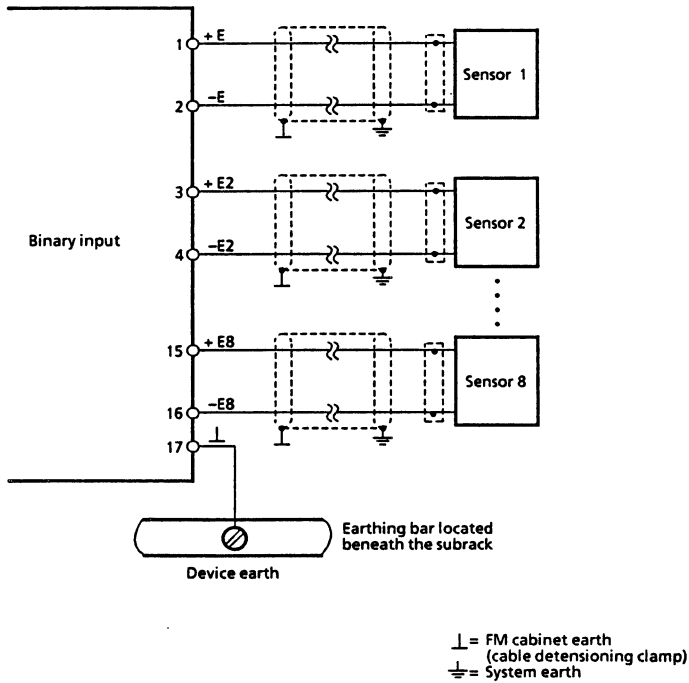 1 +E
Sensor 1
2 –E
3 +E2
Sensor 2
Binary input
4 –E2
15 +E8
Sensor 8
16 –E8
17
Earthing bar located
beneath the subrack
Device earth
= FM cabinet earth
(cable detensioning clamp)
= System earth